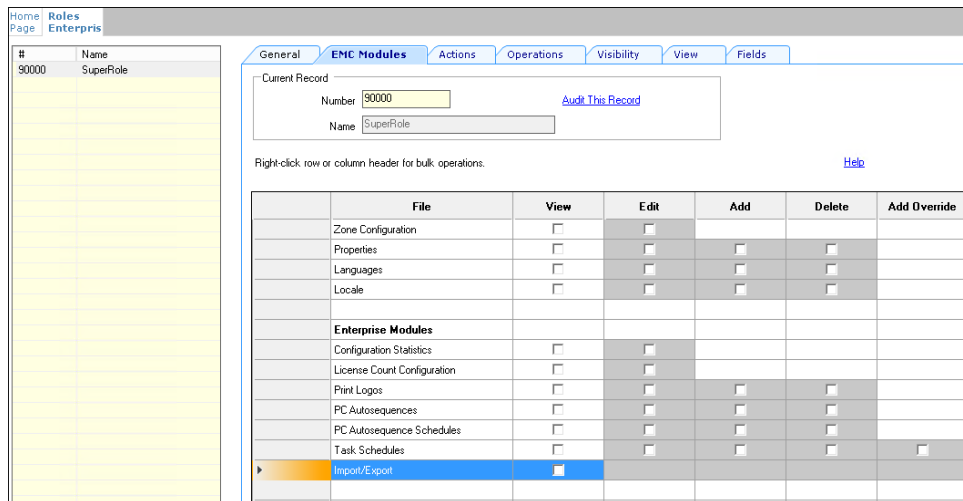 Home Page
Roles Enterpris
# Name
90000 SuperRole
General EMC Modules Actions Operations Visibility View Fields
Current Record
Number 90000 Audit This Record
Name SuperRole
Right-click row or column header for bulk operations. Help
File View Edit Add Delete Add Override
Zone Configuration
Properties
Languages
Locale
Enterprise Modules
Configuration Statistics
License Count Configuration
Print Logos
PC Autosequences
PC Autosequence Schedules
Task Schedules
Import/Export